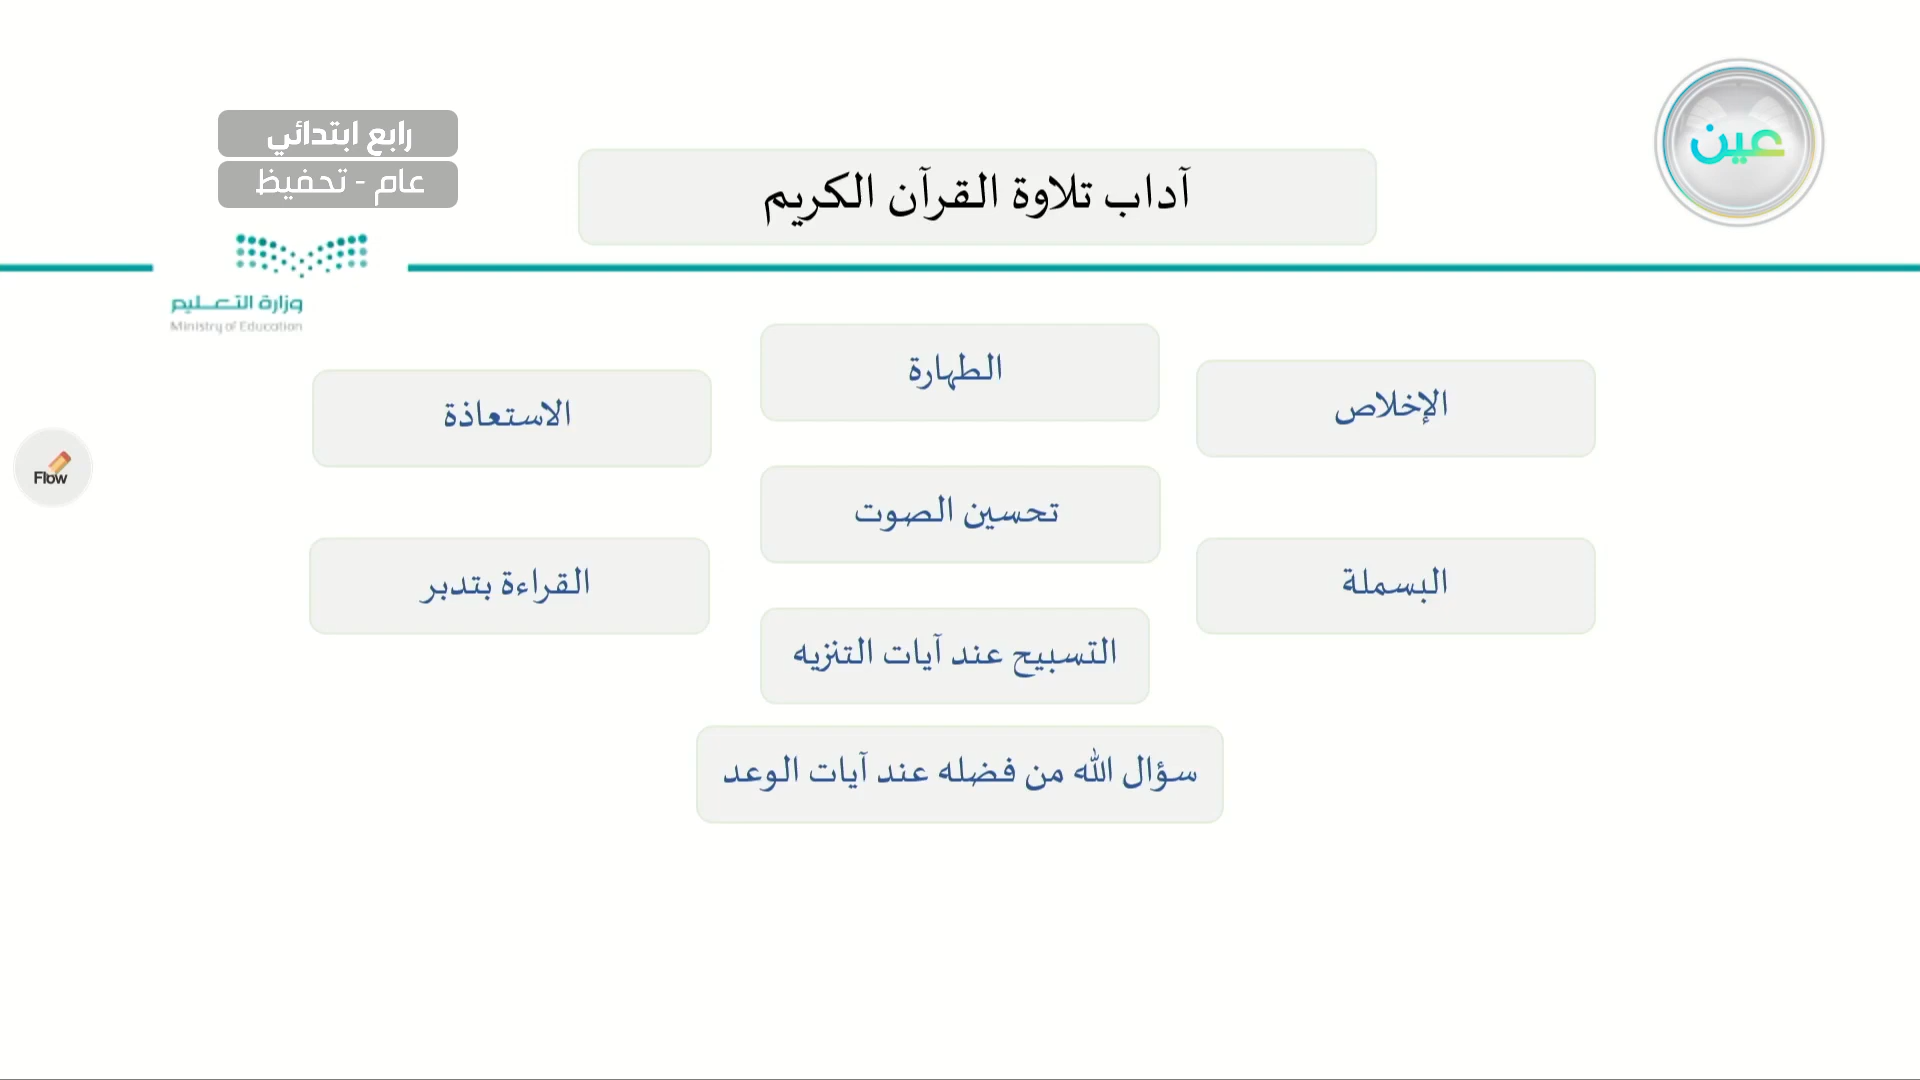 عين
رابع ابتدائي
عام - تحفيظ
آداب تلاوة القرآن الكريم
وزارة التعليم
Ministry of Education
الإخلاص
الطهارة
الاستعاذة
البسملة
تحسين الصوت
القراءة بتدبر
التسبيح عند آيات التنزيه
سؤال الله من فضله عند آيات الوعد
Flow